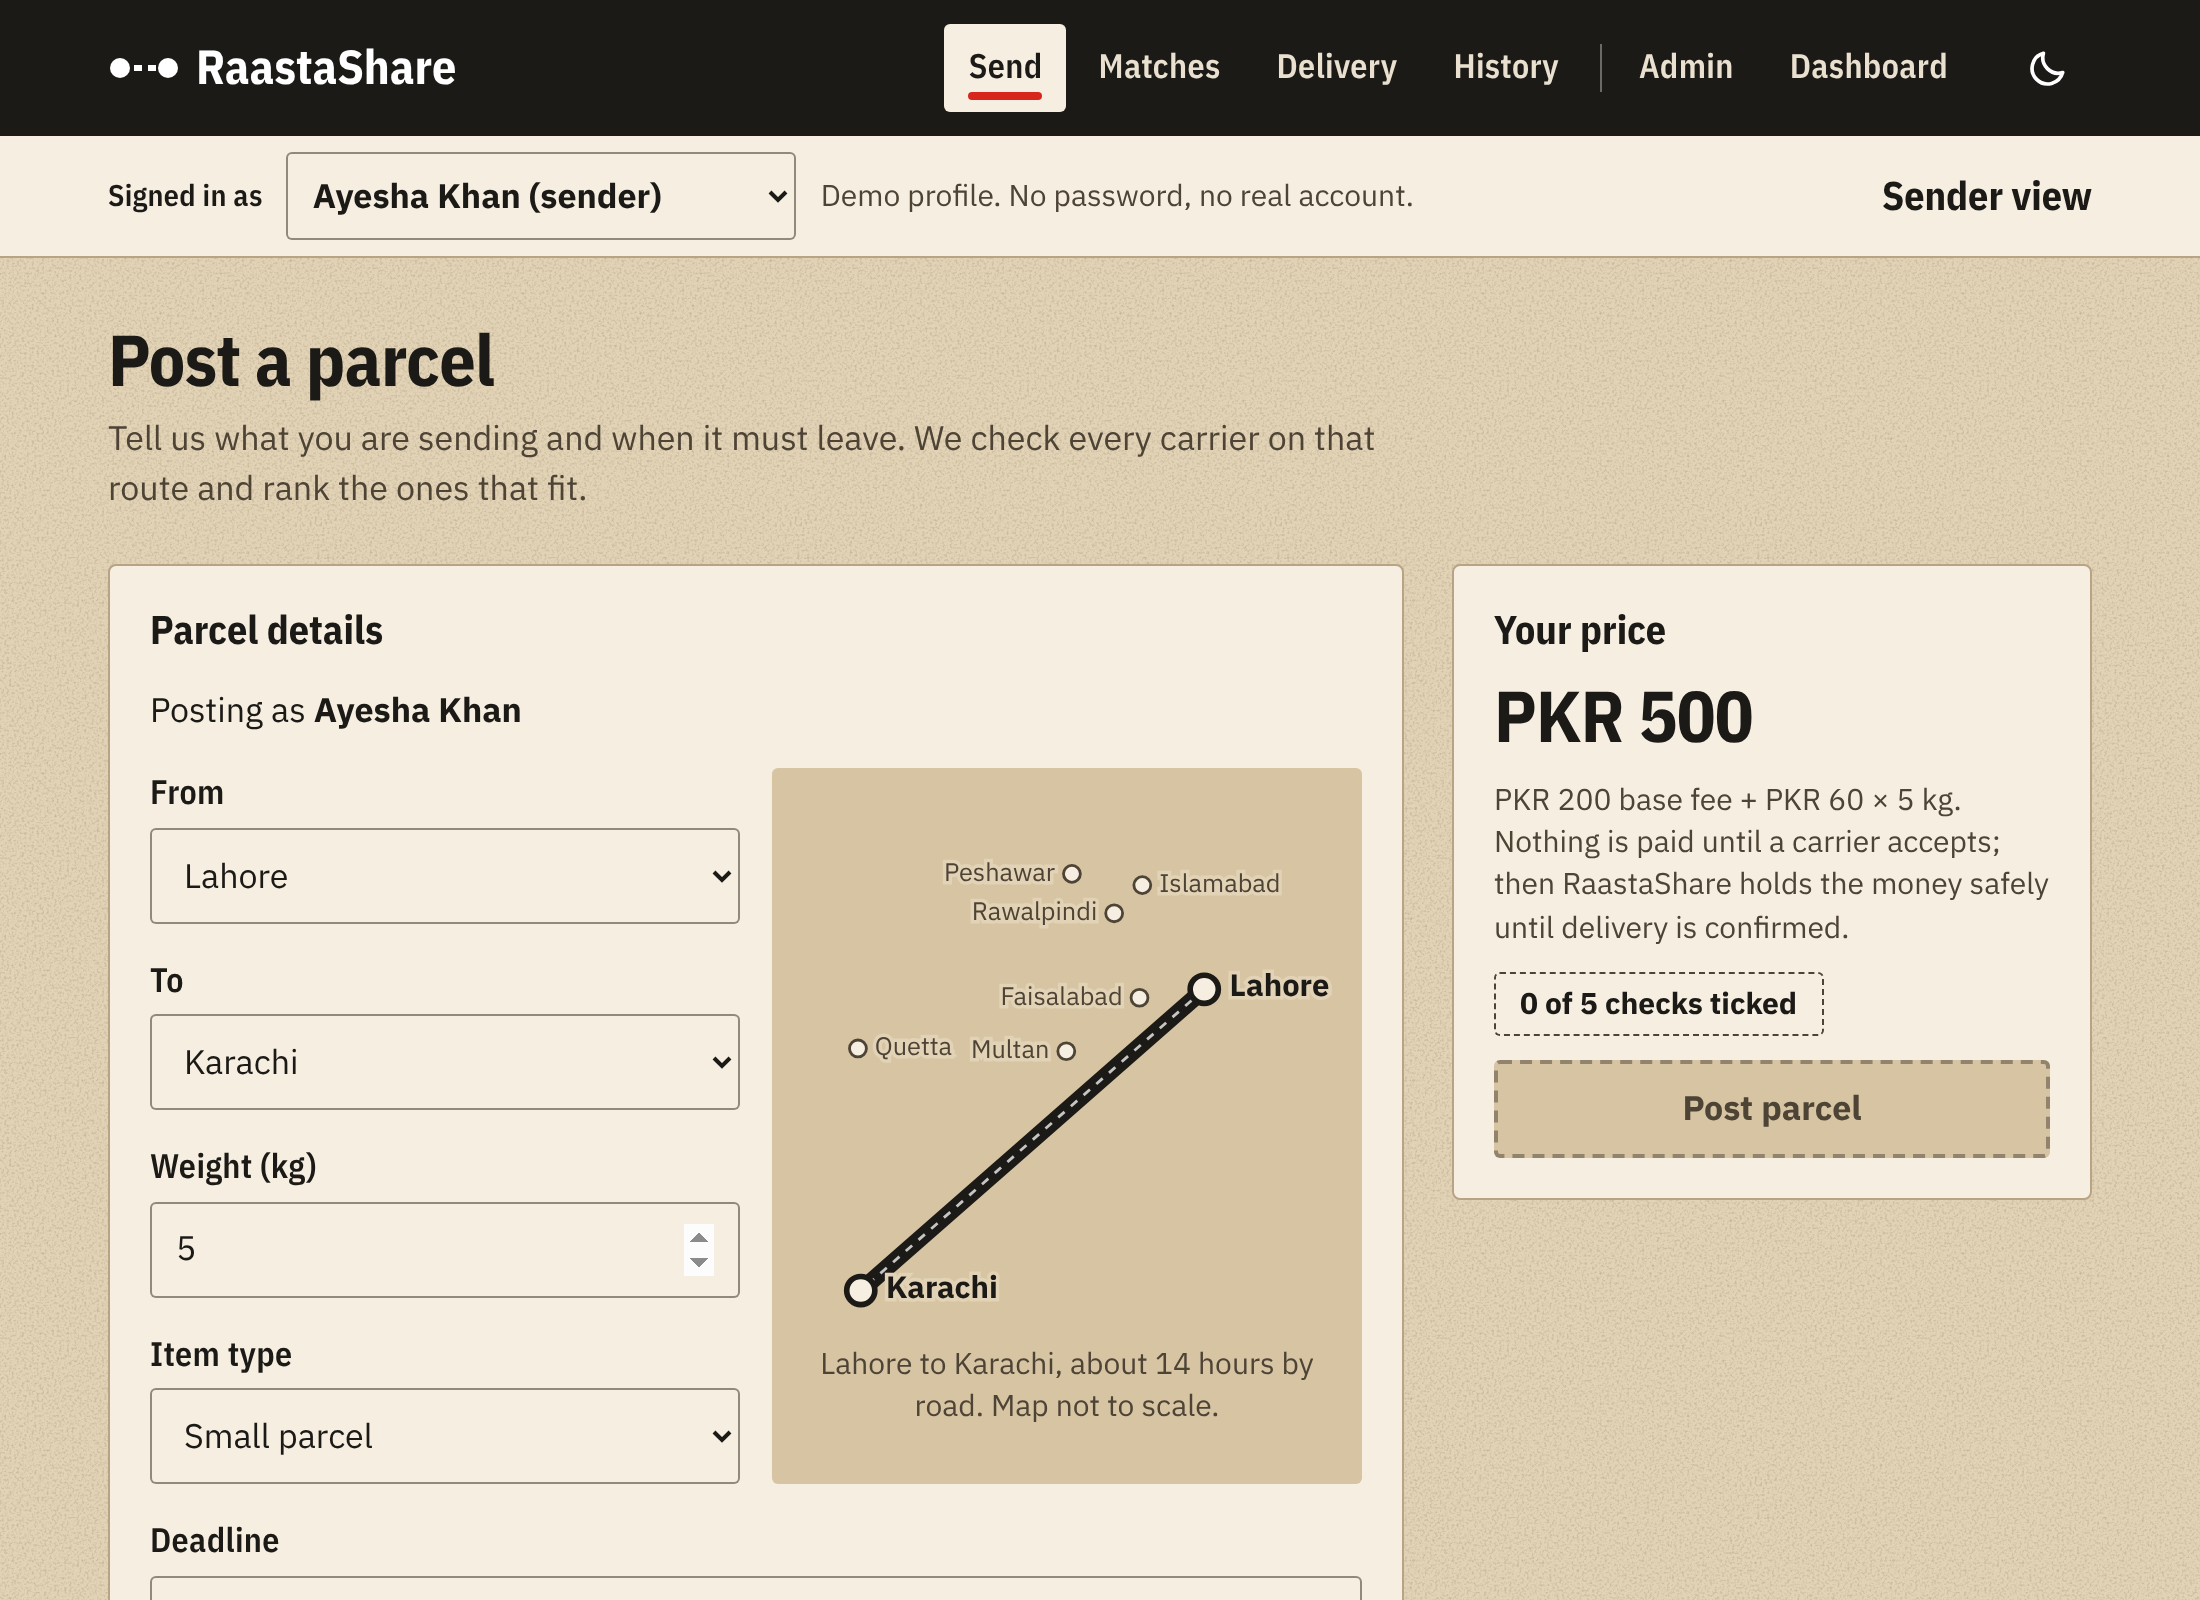 RaastaShare
Send
Matches
Delivery
History
Admin
Dashboard
Signed in as
Ayesha Khan (sender)
Demo profile. No password, no real account.
Sender view
Post a parcel
Tell us what you are sending and when it must leave. We check every carrier on that
route and rank the ones that fit.
Parcel details
Posting as Ayesha Khan
From
Lahore
To
Karachi
Weight (kg)
5
Item type
Small parcel
Deadline
Peshawar
Islamabad
Rawalpindi
Faisalabad
Lahore
Quetta
Multan
Karachi
Lahore to Karachi, about 14 hours by
road. Map not to scale.
Your price
PKR 500
PKR 200 base fee + PKR 60 × 5 kg.
Nothing is paid until a carrier accepts;
then RaastaShare holds the money safely
until delivery is confirmed.
0 of 5 checks ticked
Post parcel